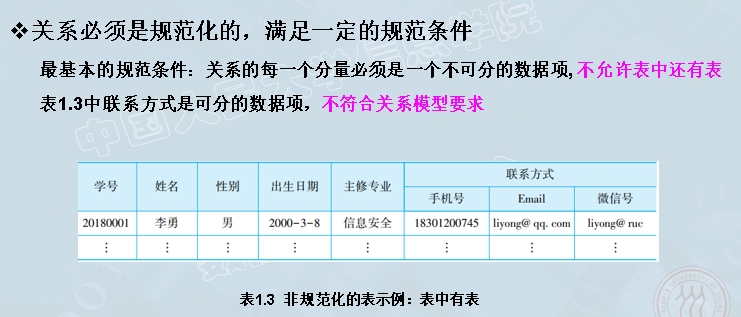 ❖关系必须是规范化的，满足一定的规范条件
最基本的规范条件：关系的每一个分量必须是一个不可分的数据项,不允许表中还有表
表1.3中联系方式是可分的数据项，不符合关系模型要求
学号 姓名 性别 出生日期 主修专业 联系方式
手机号 Email 微信号
20180001 李勇 男 2000-3-8 信息安全 18301200745 liyong@ qq. com liyong@ ruc
⋮ ⋮ ⋮ ⋮ ⋮ ⋮ ⋮ ⋮
表1.3 非规范化的表示例：表中有表